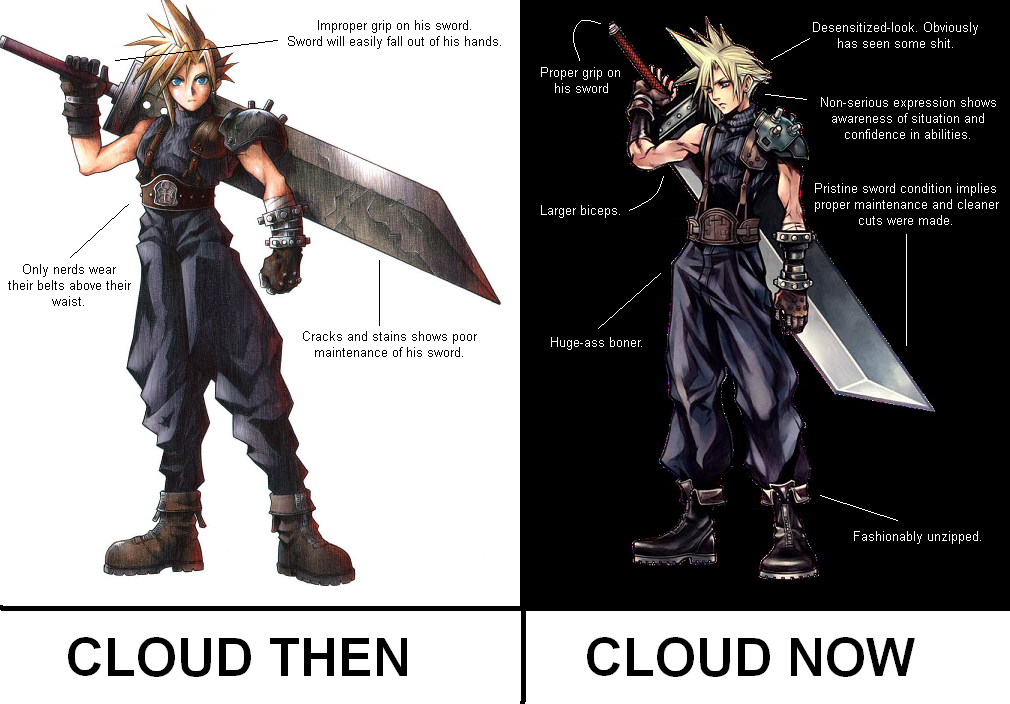 Improper grip on his sword.
Sword will easily fall out of his hands.
Only nerds wear
their belts above their
waist.
Cracks and stains shows poor
maintenance of his sword.
CLOUD THEN
Proper grip on
his sword
Desensitized-look. Obviously
has seen some shit.
Non-serious expression shows
awareness of situation and
confidence in abilities.
Larger biceps.
Pristine sword condition implies
proper maintenance and cleaner
cuts were made.
Huge-ass boner.
Fashionably unzipped.
CLOUD NOW